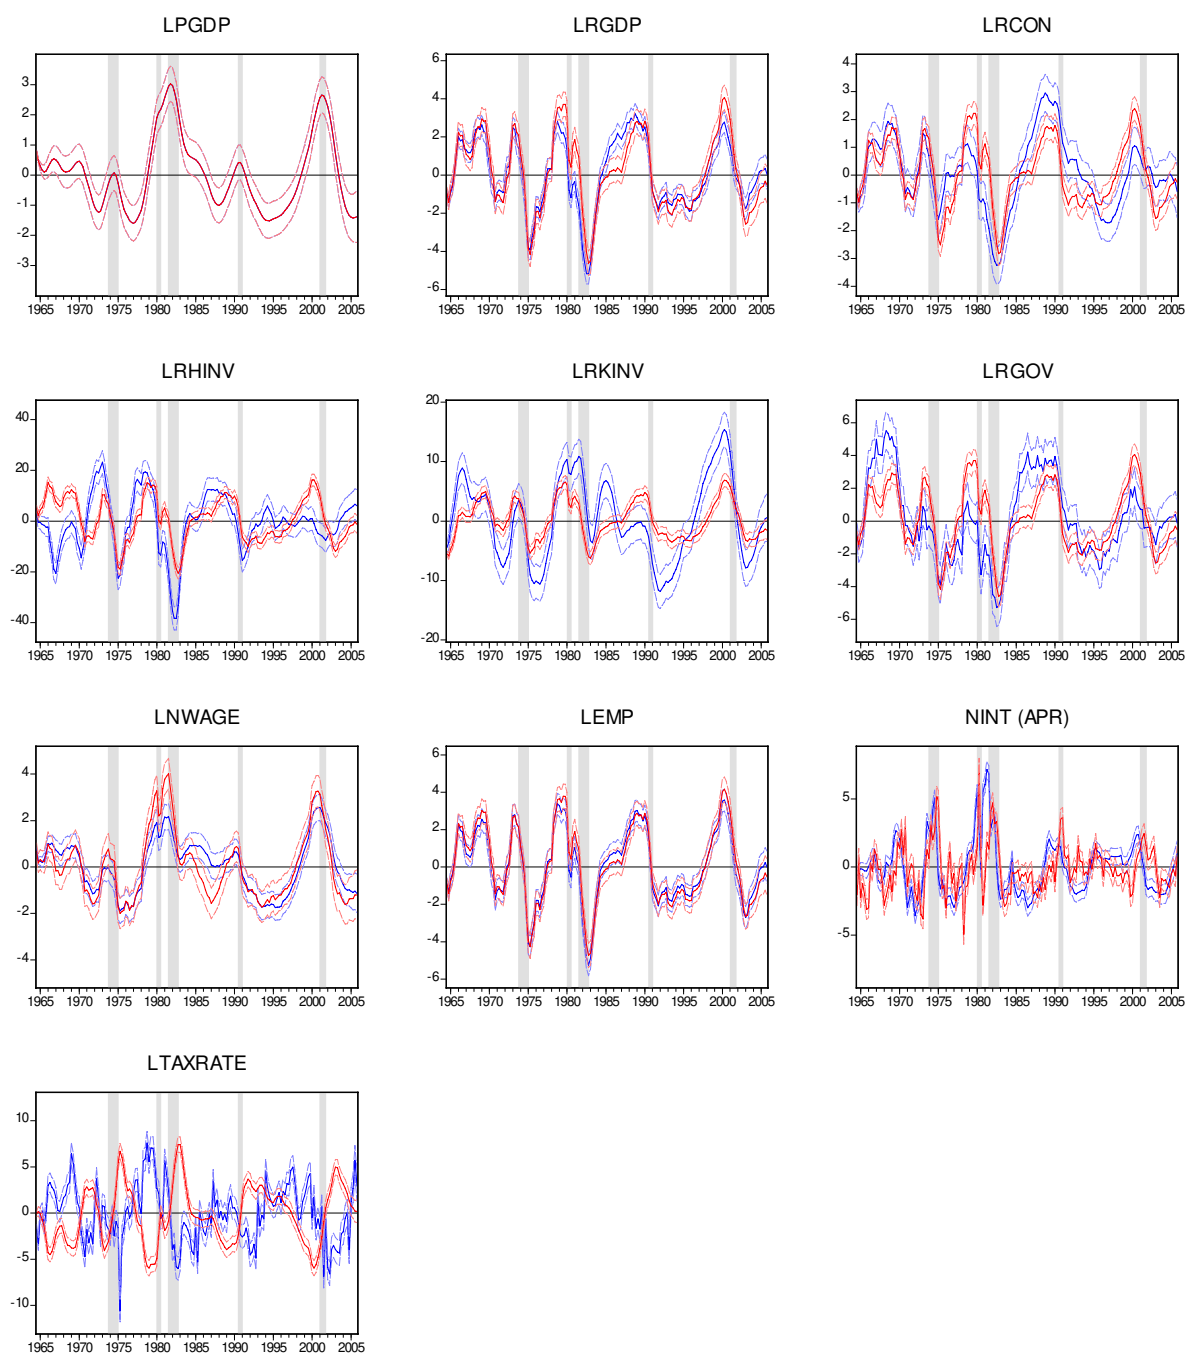 LPGDP LRGDP LRCON
3 2 1 0 -1 -2 -3
6 4 2 0 -2 -4 -6
4 3 2 1 0 -1 -2 -3 -4
1965 1970 1975 1980 1985 1990 1995 2000 2005
1965 1970 1975 1980 1985 1990 1995 2000 2005
1965 1970 1975 1980 1985 1990 1995 2000 2005
LRHINV LRKINV LRGOV
40 20 0 -20 -40
20 10 0 -10 -20
6 4 2 0 -2 -4 -6
1965 1970 1975 1980 1985 1990 1995 2000 2005
1965 1970 1975 1980 1985 1990 1995 2000 2005
1965 1970 1975 1980 1985 1990 1995 2000 2005
LNWAGE LEMP NINT (APR)
4 2 0 -2 -4
6 4 2 0 -2 -4 -6
5 0 -5
1965 1970 1975 1980 1985 1990 1995 2000 2005
1965 1970 1975 1980 1985 1990 1995 2000 2005
1965 1970 1975 1980 1985 1990 1995 2000 2005
LTAXRATE
10 5 0 -5 -10
1965 1970 1975 1980 1985 1990 1995 2000 2005